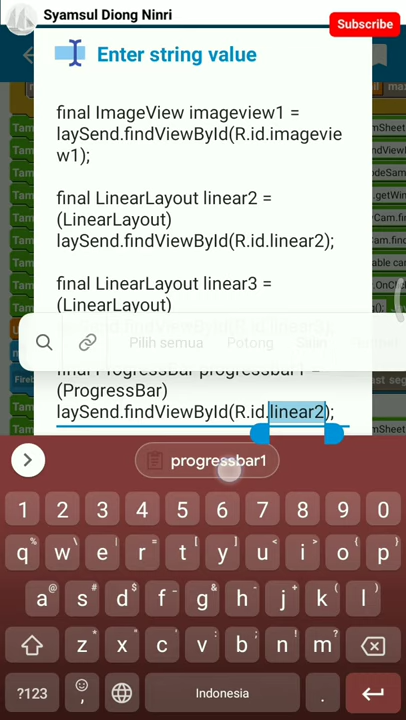 Syamsul Diong Ninri
Subscribe
Enter string value
final ImageView imageview1 =
laySend.findViewById(R.id.imagevie
w1);
final LinearLayout linear2 =
(LinearLayout)
laySend.findViewById(R.id.linear2);
final LinearLayout linear3 =
(LinearLayout)
Pilih semua Potong Salin
final ProgressBar progressbar1 =
(ProgressBar)
laySend.findViewById(R.id.linear2);
progressbar1
1 2 3 4 5 6 7 8 9 0
q w e r t y u i o p
a s d f g h j k l
z x c v b n m
?123 , Indonesia .